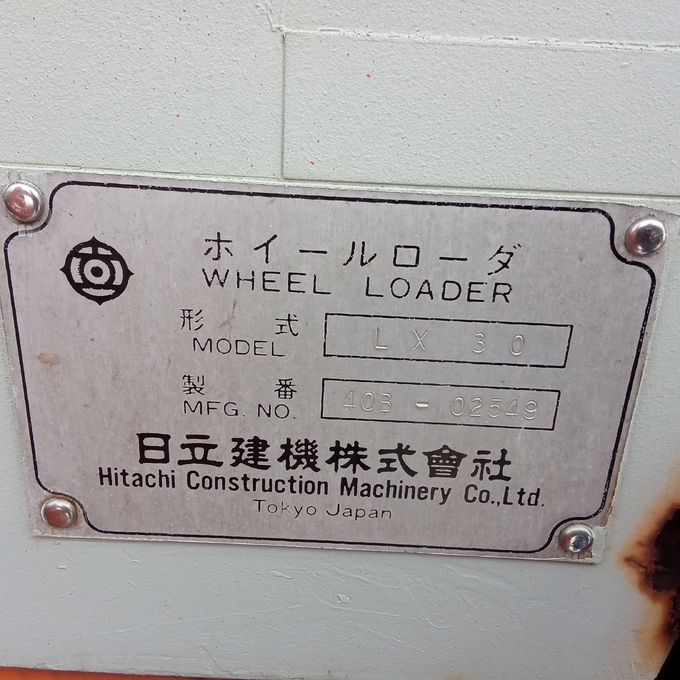 ホイールローダ
WHEEL LOADER
形式 LX 30
MODEL
製番 40B - 02549
MFG. NO.
日立建機株式會社
Hitachi Construction Machinery Co.,Ltd.
Tokyo Japan